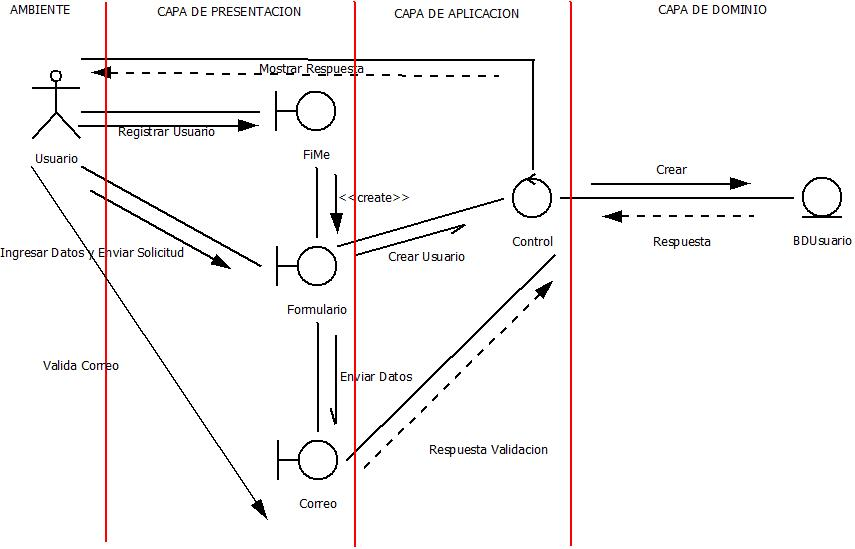 AMBIENTE
CAPA DE PRESENTACION
CAPA DE APLICACION
CAPA DE DOMINIO
Mostrar Respuesta
Registrar Usuario
Usuario
FiMe
Crear
<<create>>
Control
Respuesta
BDUsuario
Ingresar Datos y Enviar Solicitud
Crear Usuario
Formulario
Valida Correo
Enviar Datos
Respuesta Validacion
Correo